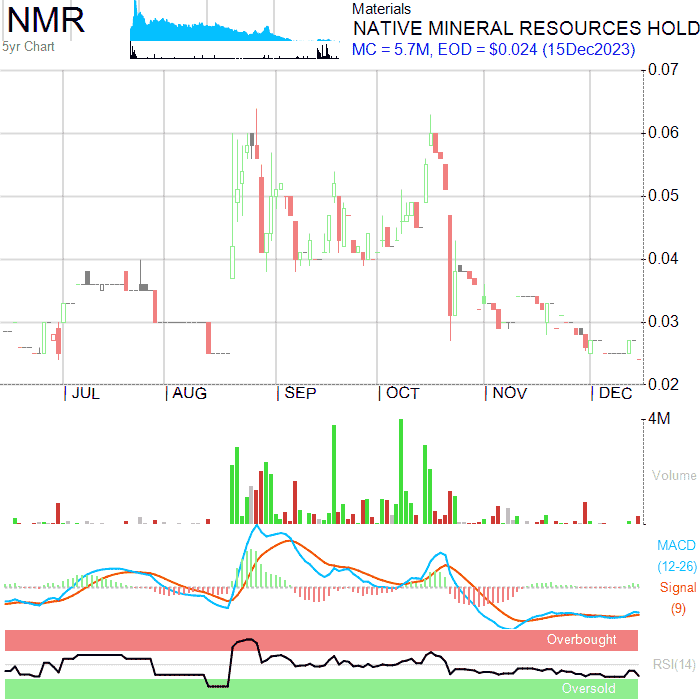 NMR
5yr Chart
Materials
NATIVE MINERAL RESOURCES HOLD
MC = 5.7M, EOD = $0.024 (15Dec2023)
0.07
0.06
0.05
0.04
0.03
0.02
JUL AUG SEP OCT NOV DEC
4M
Volume
MACD
(12-26)
Signal
(9)
Overbought
RSI(14)
Oversold